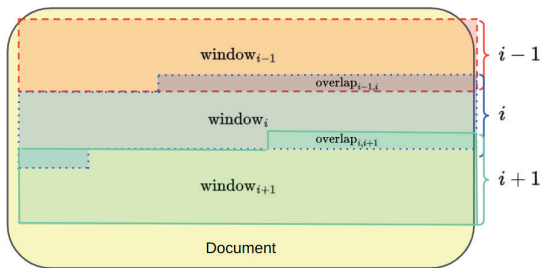 window_{i−1}
i − 1
overlap_{i−1,i}
window_i
i
overlap_{i,i+1}
window_{i+1}
i + 1
Document